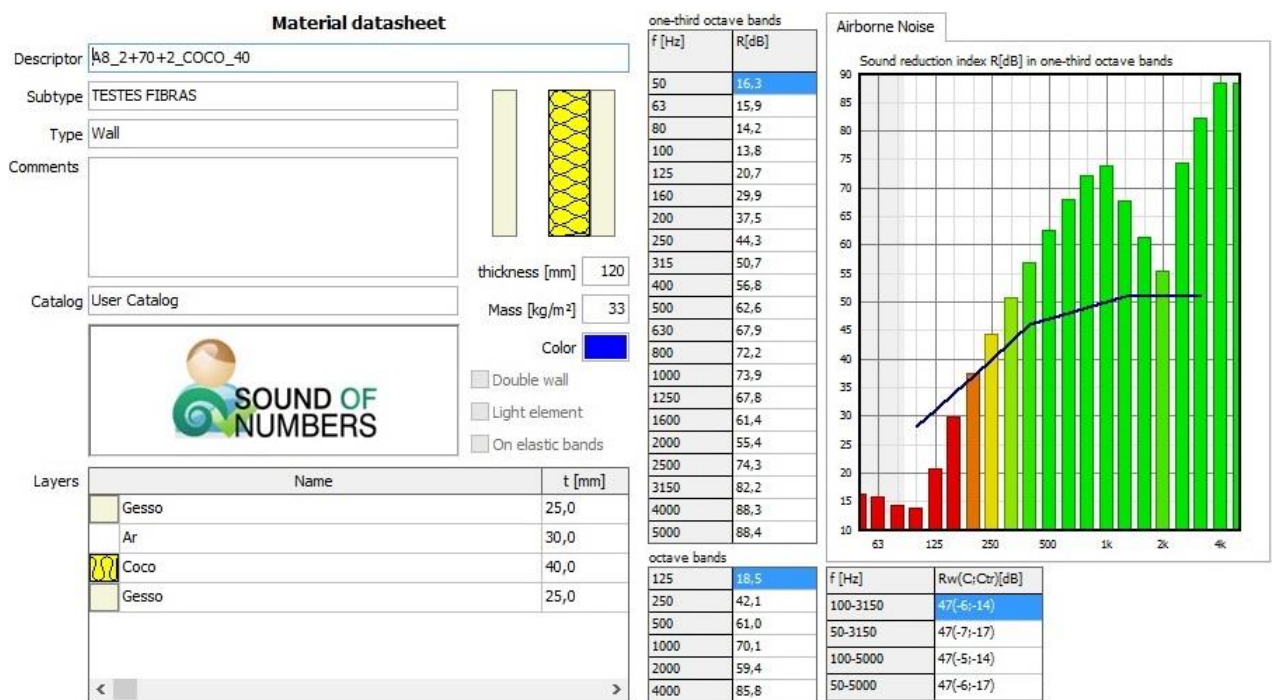 Material datasheet
Descriptor A8_2+70+2_COCO_40
Subtype TESTES FIBRAS
Type Wall
Comments
thickness [mm] 120
Catalog User Catalog
Mass [kg/m²] 33
Color
SOUND OF
NUMBERS
Double wall
Light element
On elastic bands
Layers Name t [mm]
Gesso 25,0
Ar 30,0
Coco 40,0
Gesso 25,0
< >
one-third octave bands
f [Hz] R[dB]
50 16,3
63 15,9
80 14,2
100 13,8
125 20,7
160 29,9
200 37,5
250 44,3
315 50,7
400 56,8
500 62,6
630 67,9
800 72,2
1000 73,9
1250 67,8
1600 61,4
2000 55,4
2500 74,3
3150 82,2
4000 88,3
5000 88,4
octave bands
125 18,5
250 42,1
500 61,0
1000 70,1
2000 59,4
4000 85,8
Airborne Noise
Sound reduction index R[dB] in one-third octave bands
90
85
80
75
70
65
60
55
50
45
40
35
30
25
20
15
10
63 125 250 500 1k 2k 4k
f [Hz] Rw(C;Ctr)[dB]
100-3150 47(-6;-14)
50-3150 47(-7;-17)
100-5000 47(-5;-14)
50-5000 47(-6;-17)